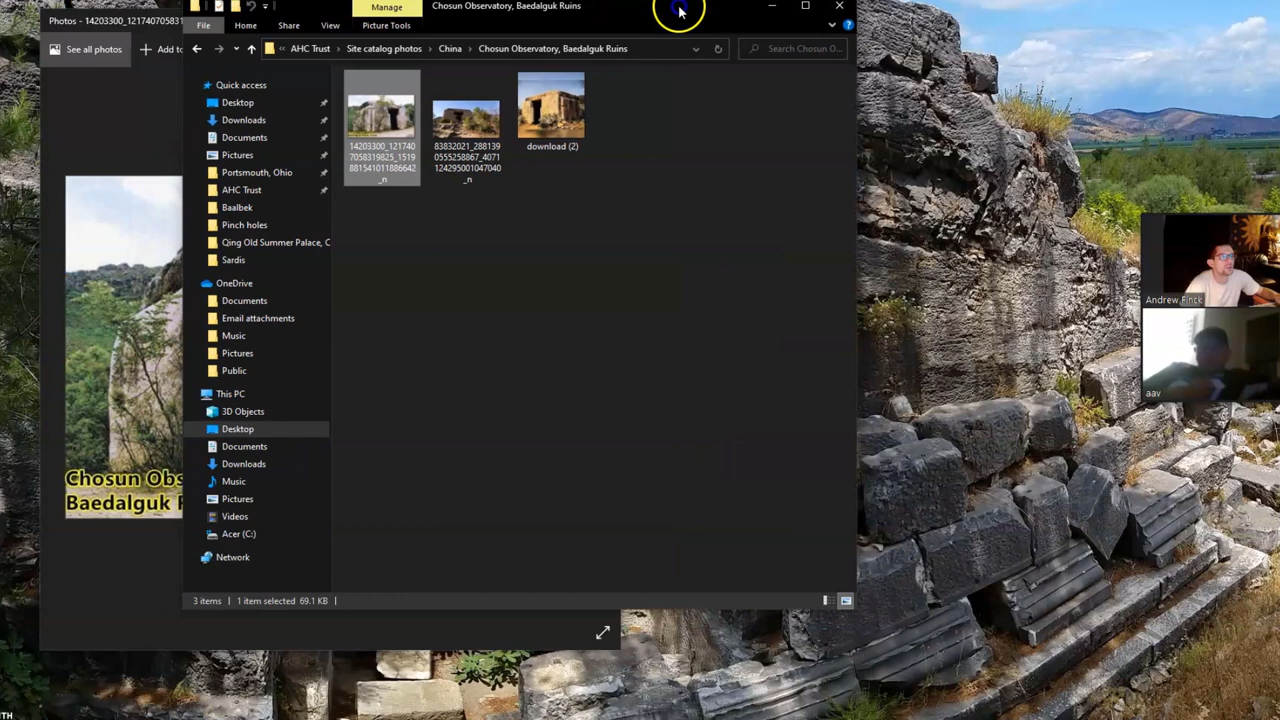 Photos - 14203300_121740705831
See all photos
Add to
Manage
Chosun Observatory, Baedalguk Ruins
File
Home
Share
View
Picture Tools
AHC Trust
Site catalog photos
China
Chosun Observatory, Baedalguk Ruins
Search Chosun O...
Quick access
Desktop
Downloads
Documents
Pictures
Portsmouth, Ohio
AHC Trust
Baalbek
Pinch holes
Qing Old Summer Palace, C
Sardis
OneDrive
Documents
Email attachments
Music
Pictures
Public
This PC
3D Objects
Desktop
Documents
Downloads
Music
Pictures
Videos
Acer (C:)
Network
14203300_121740
7058319825_1519
881541011886642
_n
83832021_288139
0555258867_4071
124295001047040
_n
download (2)
3 items
1 item selected 69.1 KB
Chosun Obs
Baedalguk R
Andrew Finck
aav